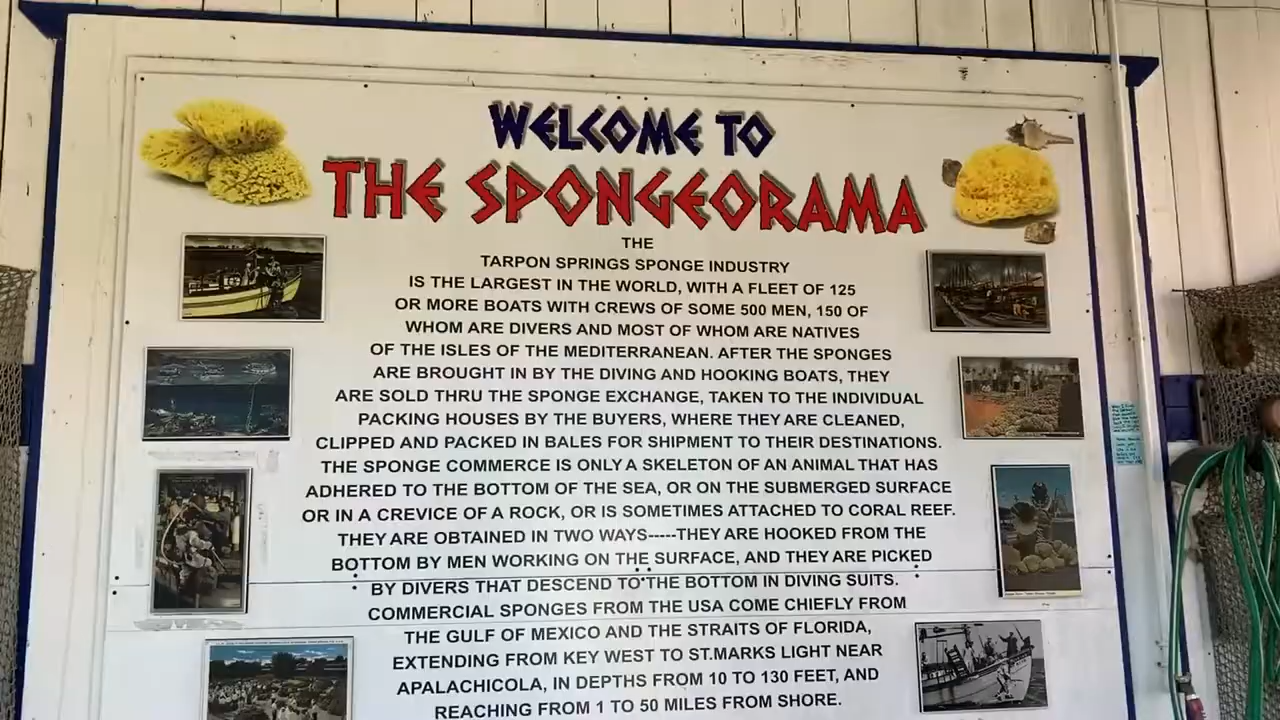 WELCOME TO
THE SPONGEORAMA
THE
TARPON SPRINGS SPONGE INDUSTRY
IS THE LARGEST IN THE WORLD, WITH A FLEET OF 125
OR MORE BOATS WITH CREWS OF SOME 500 MEN, 150 OF
WHOM ARE DIVERS AND MOST OF WHOM ARE NATIVES
OF THE ISLES OF THE MEDITERRANEAN. AFTER THE SPONGES
ARE BROUGHT IN BY THE DIVING AND HOOKING BOATS, THEY
ARE SOLD THRU THE SPONGE EXCHANGE, TAKEN TO THE INDIVIDUAL
PACKING HOUSES BY THE BUYERS, WHERE THEY ARE CLEANED,
CLIPPED AND PACKED IN BALES FOR SHIPMENT TO THEIR DESTINATIONS.
THE SPONGE COMMERCE IS ONLY A SKELETON OF AN ANIMAL THAT HAS
ADHERED TO THE BOTTOM OF THE SEA, OR ON THE SUBMERGED SURFACE
OR IN A CREVICE OF A ROCK, OR IS SOMETIMES ATTACHED TO CORAL REEF.
THEY ARE OBTAINED IN TWO WAYS-----THEY ARE HOOKED FROM THE
BOTTOM BY MEN WORKING ON THE SURFACE, AND THEY ARE PICKED
BY DIVERS THAT DESCEND TO THE BOTTOM IN DIVING SUITS.
COMMERCIAL SPONGES FROM THE USA COME CHIEFLY FROM
THE GULF OF MEXICO AND THE STRAITS OF FLORIDA,
EXTENDING FROM KEY WEST TO ST.MARKS LIGHT NEAR
APALACHICOLA, IN DEPTHS FROM 10 TO 130 FEET, AND
REACHING FROM 1 TO 50 MILES FROM SHORE.